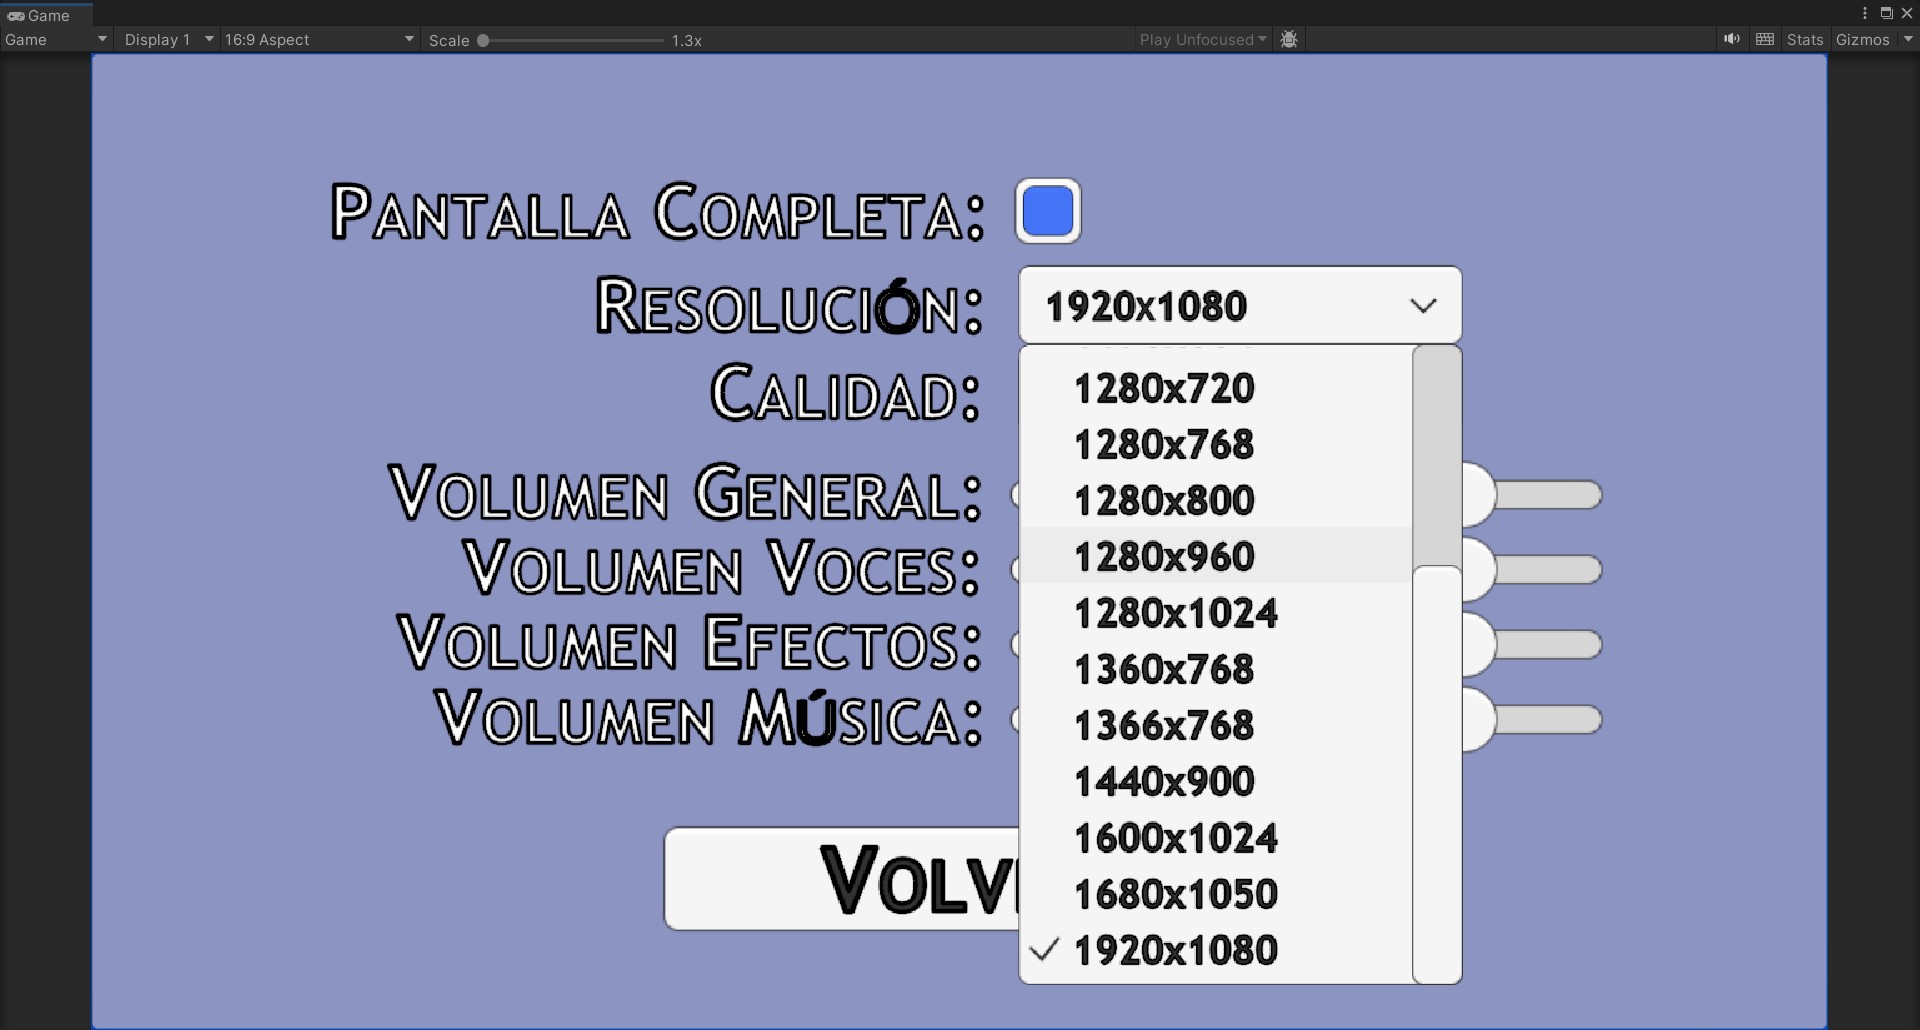 Game
Game Display 1 16:9 Aspect Scale 1.3x Play Unfocused Stats Gizmos
Pantalla Completa:
Resolución: 1920x1080
Calidad:
Volumen General:
Volumen Voces:
Volumen Efectos:
Volumen Música:
1280x720
1280x768
1280x800
1280x960
1280x1024
1360x768
1366x768
1440x900
1600x1024
1680x1050
1920x1080